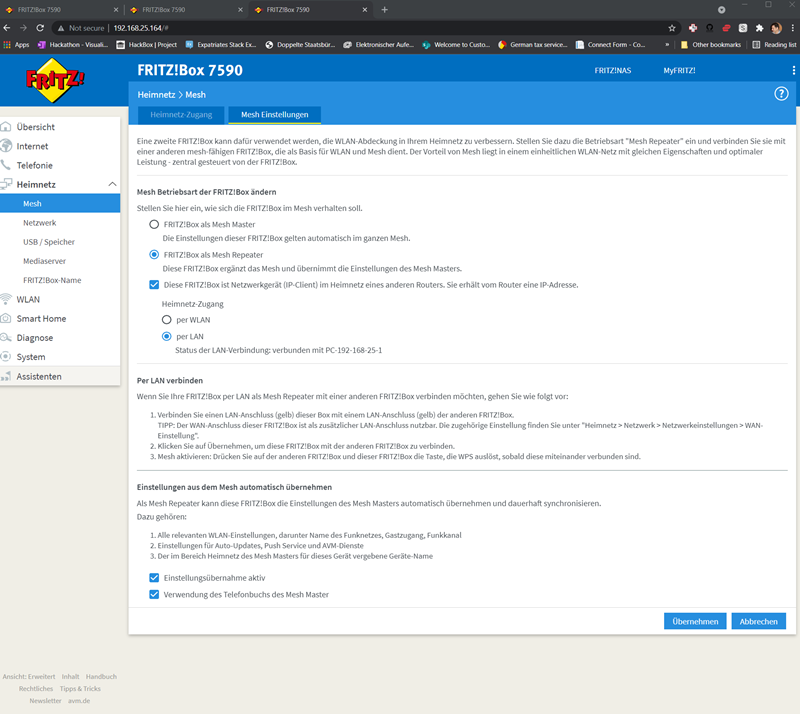 FRITZ!Box 7590
FRITZ!Box 7590
FRITZ!Box 7590
Not secure | 192.168.25.164/#
Apps
Hackathon - Visuali...
HackBox | Project
Expatriates Stack Ex...
Doppelte Staatsbür...
Elektronischer Aufe...
Welcome to Custo...
German tax service...
Connect Form - Co...
»
Other bookmarks
Reading list
FRITZ!
FRITZ!Box 7590
FRITZ!NAS
MyFRITZ!
Heimnetz > Mesh
?
Heimnetz-Zugang
Mesh Einstellungen
Übersicht
Internet
Telefonie
Heimnetz
Mesh
Netzwerk
USB / Speicher
Mediaserver
FRITZ!Box-Name
WLAN
Smart Home
Diagnose
System
Assistenten
Eine zweite FRITZ!Box kann dafür verwendet werden, die WLAN-Abdeckung in Ihrem Heimnetz zu verbessern. Stellen Sie dazu die Betriebsart "Mesh Repeater" ein und verbinden Sie sie mit
einer anderen mesh-fähigen FRITZ!Box, die als Basis für WLAN und Mesh dient. Der Vorteil von Mesh liegt in einem einheitlichen WLAN-Netz mit gleichen Eigenschaften und optimaler
Leistung - zentral gesteuert von der FRITZ!Box.
Mesh Betriebsart der FRITZ!Box ändern
Stellen Sie hier ein, wie sich die FRITZ!Box im Mesh verhalten soll.
FRITZ!Box als Mesh Master
Die Einstellungen dieser FRITZ!Box gelten automatisch im ganzen Mesh.
FRITZ!Box als Mesh Repeater
Diese FRITZ!Box ergänzt das Mesh und übernimmt die Einstellungen des Mesh Masters.
Diese FRITZ!Box ist Netzwerkgerät (IP-Client) im Heimnetz eines anderen Routers. Sie erhält vom Router eine IP-Adresse.
Heimnetz-Zugang
per WLAN
per LAN
Status der LAN-Verbindung: verbunden mit PC-192-168-25-1
Per LAN verbinden
Wenn Sie Ihre FRITZ!Box per LAN als Mesh Repeater mit einer anderen FRITZ!Box verbinden möchten, gehen Sie wie folgt vor:
1. Verbinden Sie einen LAN-Anschluss (gelb) dieser Box mit einem LAN-Anschluss (gelb) der anderen FRITZ!Box.
TIPP: Der WAN-Anschluss dieser FRITZ!Box ist als zusätzlicher LAN-Anschluss nutzbar. Die zugehörige Einstellung finden Sie unter "Heimnetz > Netzwerk > Netzwerkeinstellungen > WAN-
Einstellung".
2. Klicken Sie auf Übernehmen, um diese FRITZ!Box mit der anderen FRITZ!Box zu verbinden.
3. Mesh aktivieren: Drücken Sie auf der anderen FRITZ!Box und dieser FRITZ!Box die Taste, die WPS auslöst, sobald diese miteinander verbunden sind.
Einstellungen aus dem Mesh automatisch übernehmen
Als Mesh Repeater kann diese FRITZ!Box die Einstellungen des Mesh Masters automatisch übernehmen und dauerhaft synchronisieren.
Dazu gehören:
1. Alle relevanten WLAN-Einstellungen, darunter Name des Funknetzes, Gastzugang, Funkkanal
2. Einstellungen für Auto-Updates, Push Service und AVM-Dienste
3. Der im Bereich Heimnetz des Mesh Masters für dieses Gerät vergebene Geräte-Name
Einstellungsübernahme aktiv
Verwendung des Telefonbuchs des Mesh Master
Übernehmen
Abbrechen
Ansicht: Erweitert Inhalt Handbuch
Rechtliches Tipps & Tricks
Newsletter avm.de